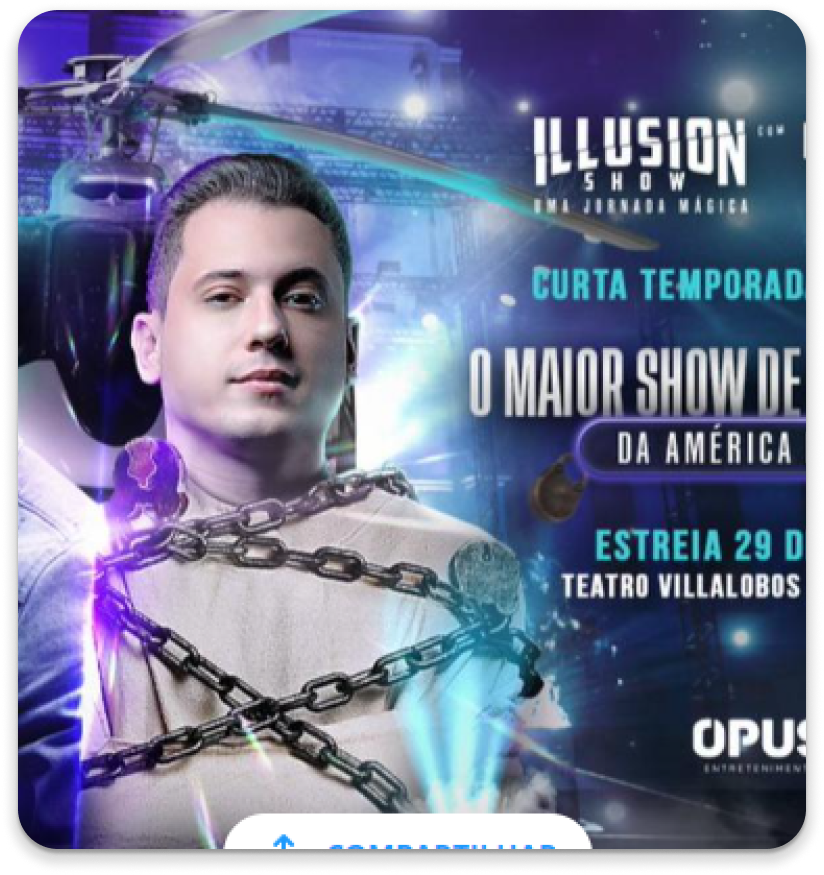 ILLUSION
COM
SHOW
UMA JORNADA MÁGICA
CURTA TEMPORAD
O MAIOR SHOW DE
DA AMÉRICA
ESTREIA 29 D
TEATRO VILLALOBOS
OPUS
ENTRETENIMENT
COMPARTILHAR